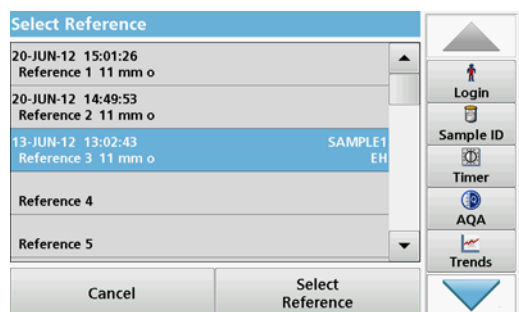 Select Reference
20-JUN-12 15:01:26
Reference 1 11 mm o
20-JUN-12 14:49:53
Reference 2 11 mm o
13-JUN-12 13:02:43 SAMPLE1
Reference 3 11 mm o EH
Reference 4
Reference 5
Cancel
Select
Reference
Login
Sample ID
Timer
AQA
Trends